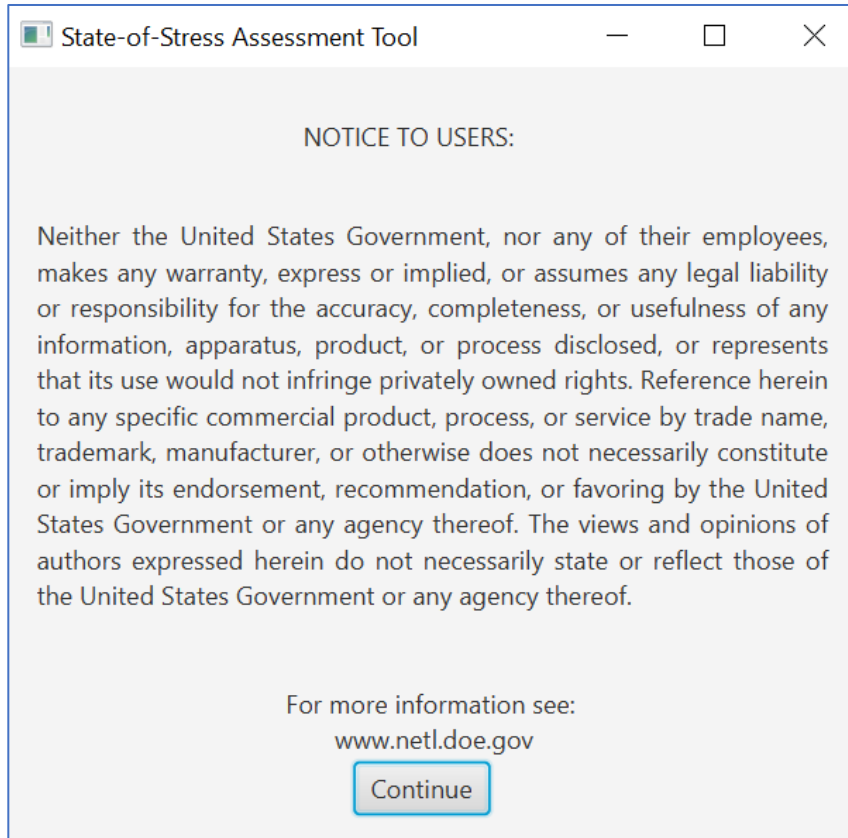 State-of-Stress Assessment Tool
NOTICE TO USERS:
Neither the United States Government, nor any of their employees,
makes any warranty, express or implied, or assumes any legal liability
or responsibility for the accuracy, completeness, or usefulness of any
information, apparatus, product, or process disclosed, or represents
that its use would not infringe privately owned rights. Reference herein
to any specific commercial product, process, or service by trade name,
trademark, manufacturer, or otherwise does not necessarily constitute
or imply its endorsement, recommendation, or favoring by the United
States Government or any agency thereof. The views and opinions of
authors expressed herein do not necessarily state or reflect those of
the United States Government or any agency thereof.
For more information see:
www.netl.doe.gov
Continue